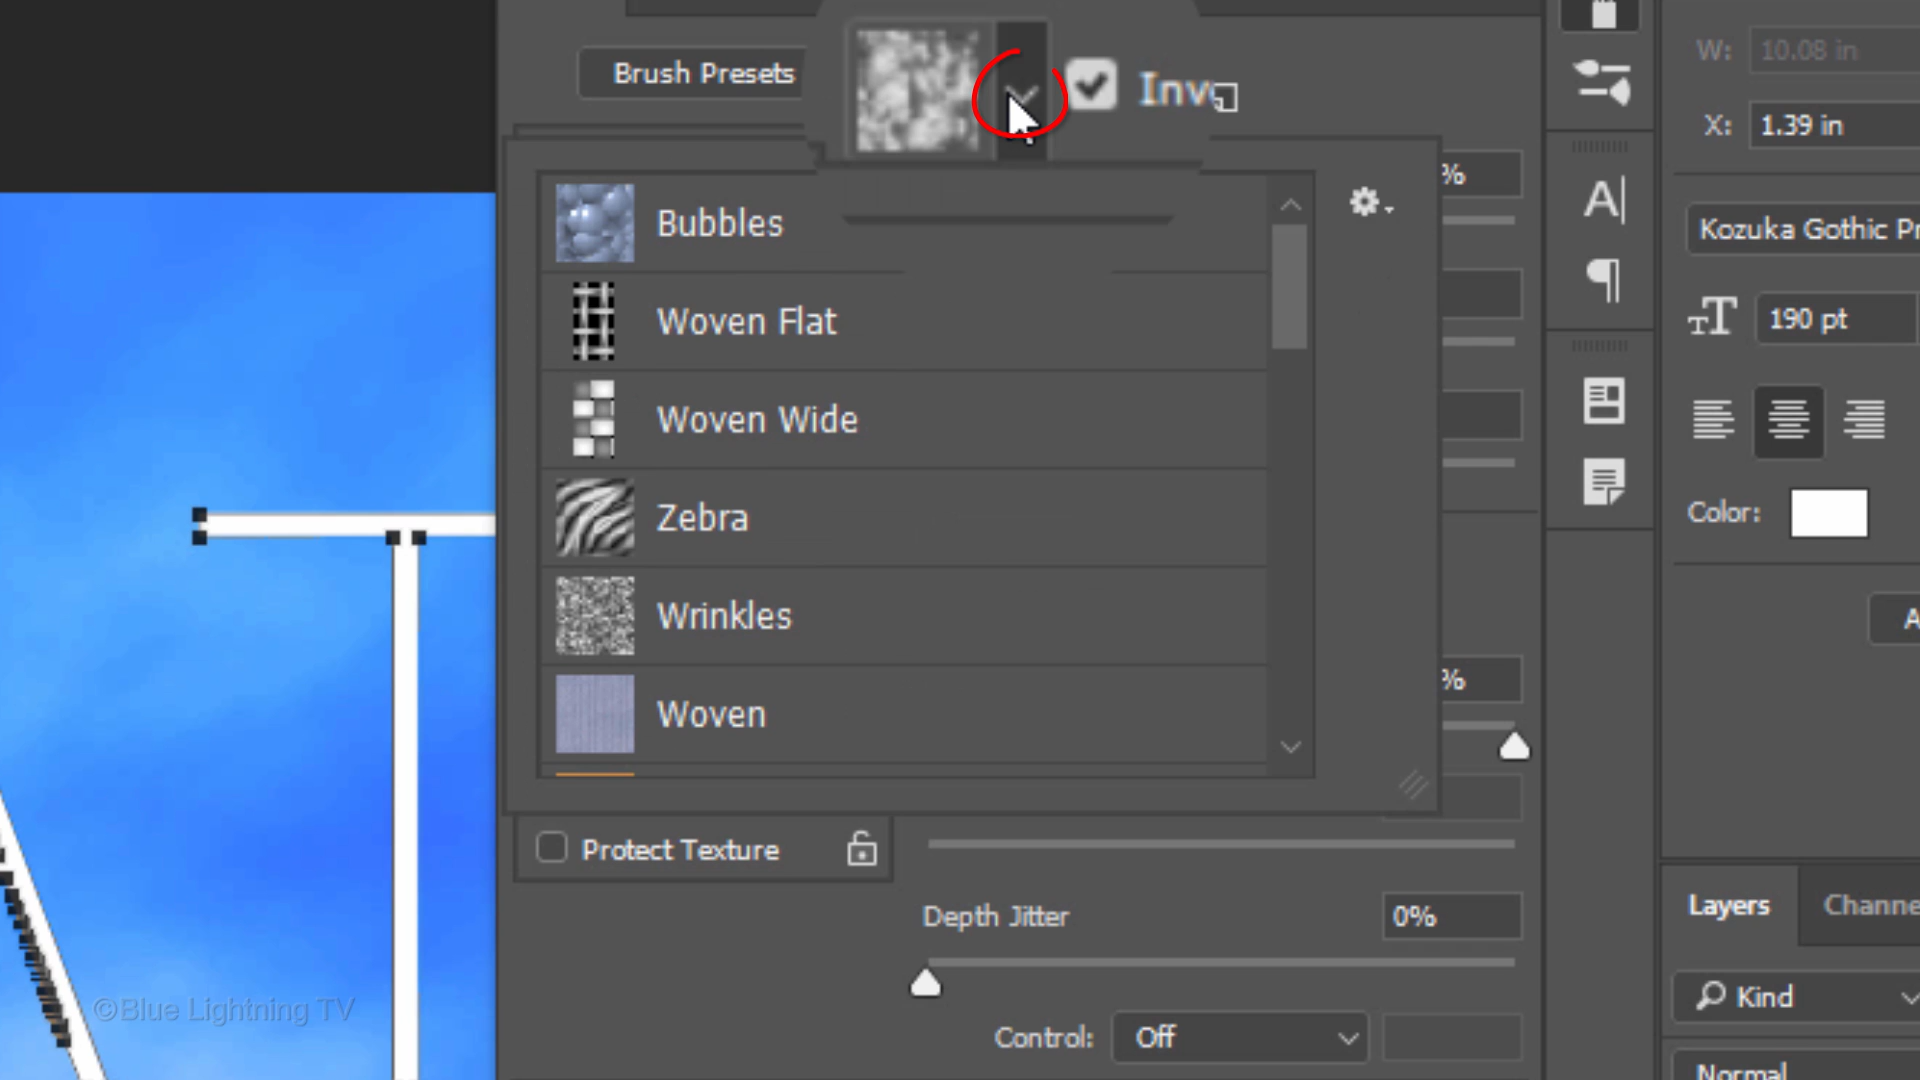 Brush Presets
Inv
Bubbles
Woven Flat
Woven Wide
Zebra
Wrinkles
Woven
%
%
Protect Texture
Depth Jitter
0%
Control:
Off
W:
10.08 in
X:
1.39 in
Kozuka Gothic Pr
190 pt
Color:
A
Layers
Channe
Kind
Normal
©Blue Lightning TV